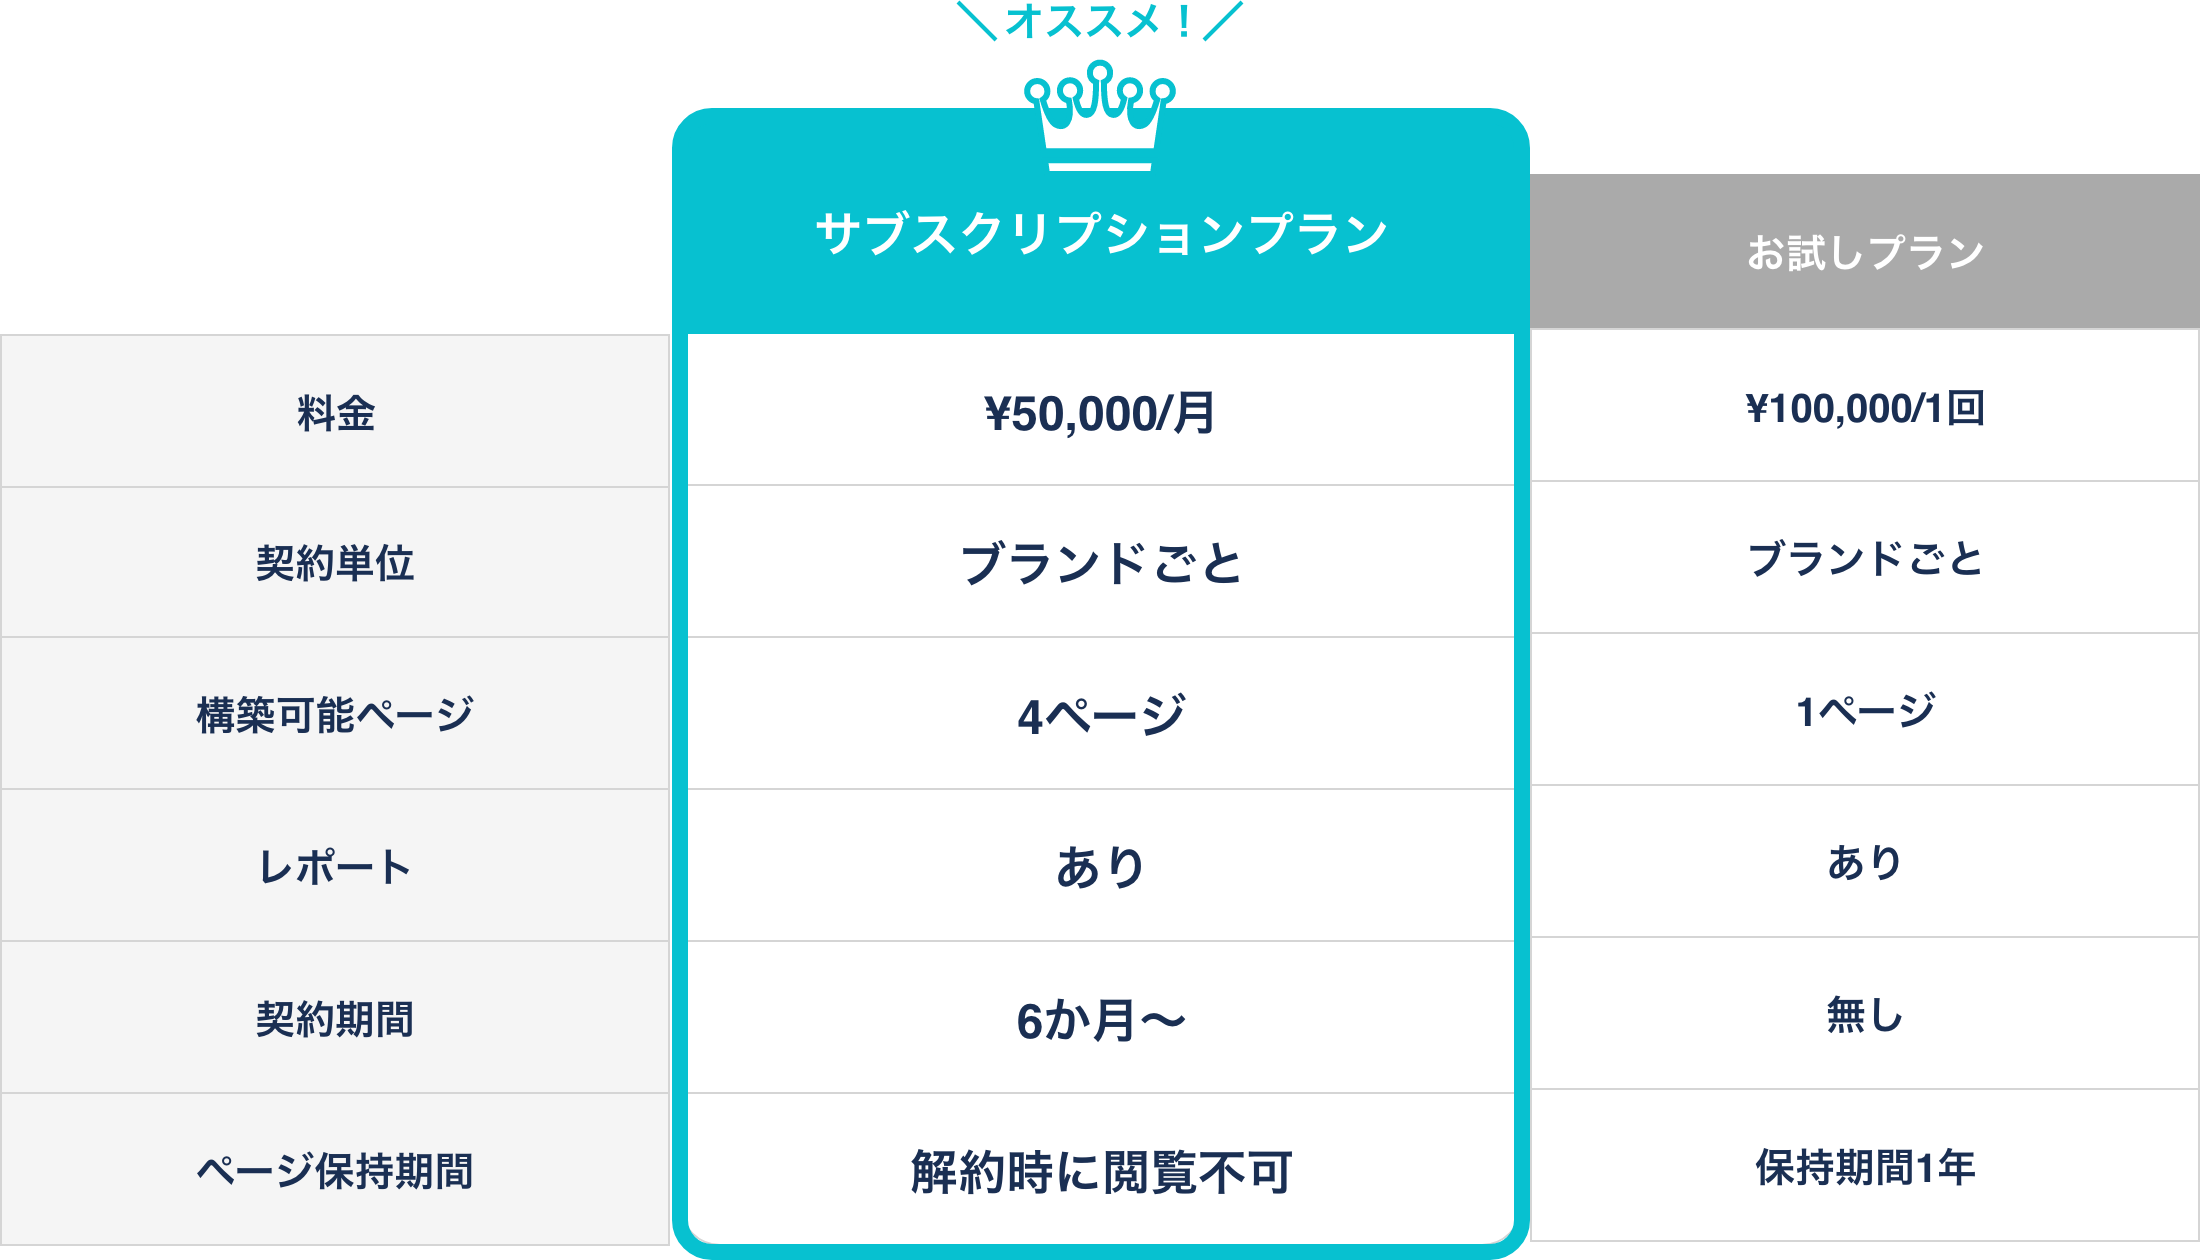 ＼オススメ！／
サブスクリプションプラン
お試しプラン
料金
¥50,000/月
¥100,000/1回
契約単位
ブランドごと
ブランドごと
構築可能ページ
4ページ
1ページ
レポート
あり
あり
契約期間
6か月〜
無し
ページ保持期間
解約時に閲覧不可
保持期間1年